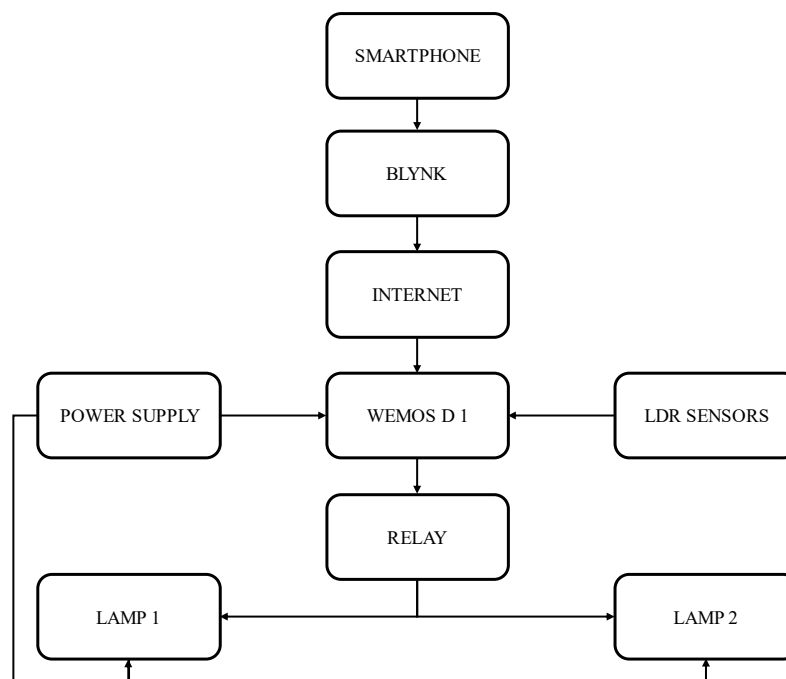 SMARTPHONE
BLYNK
INTERNET
POWER SUPPLY
WEMOS D 1
LDR SENSORS
RELAY
LAMP 1
LAMP 2